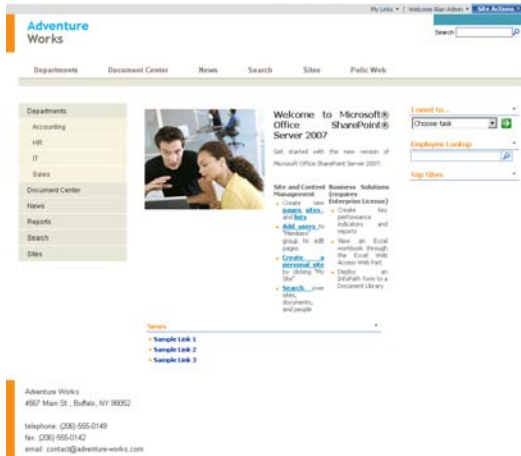 My Links | Welcome Alan Admin Site Actions
Adventure
Works
Search
Departments Document Center News Search Sites Public Web
Departments
Accounting
HR
IT
Sales
Document Center
News
Reports
Search
Sites
Welcome to Microsoft®
Office SharePoint®
Server 2007
Get started with the new version of
Microsoft Office SharePoint Server 2007:
Site and Content
Management
Create new
pages, sites,
and lists
Add users to
"Members"
group to edit
pages
Create a
personal site
by clicking "My
Site"
Search over
sites,
documents,
and people
Business Solutions
(requires
Enterprise License)
Create key
performance
indicators and
reports
View an Excel
workbook through
the Excel Web
Access Web Part
Deploy an
InfoPath form to a
Document Library
I need to...
Choose task
Employee Lookup
Top Sites
News
Sample Link 1
Sample Link 2
Sample Link 3
Adventure Works
4567 Main St., Buffalo, NY 98052
telephone: (206) 555-0149
fax: (206) 555-0142
email: contact@adventure-works.com